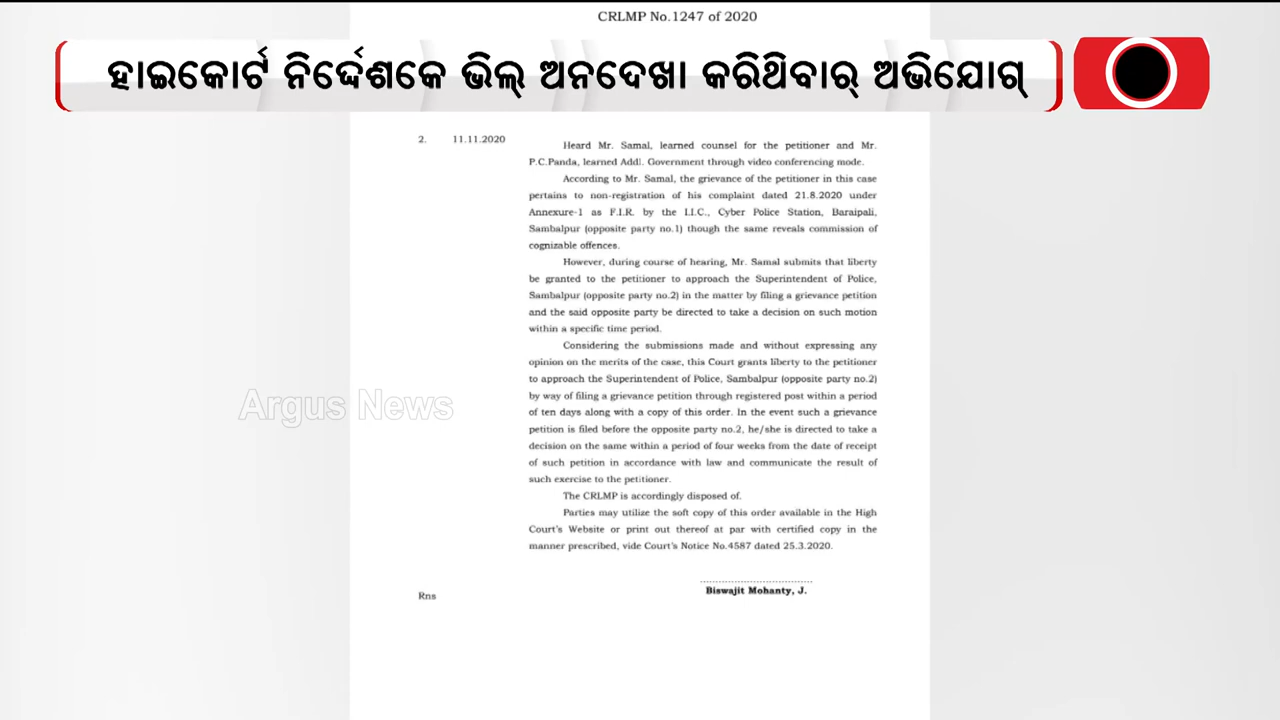 CRLMP No.1247 of 2020
ହାଇକୋର୍ଟ ନିର୍ଦ୍ଦେଶକେ ଭିଲ୍ ଅନଦେଖା କରିଥିବାର୍ ଅଭିଯୋଗ୍
2. 11.11.2020
Heard Mr. Samal, learned counsel for the petitioner and Mr.
P.C.Panda, learned Addl. Government through video conferencing mode.
According to Mr. Samal, the grievance of the petitioner in this case
pertains to non-registration of his complaint dated 21.8.2020 under
Annexure-1 as F.I.R. by the I.I.C., Cyber Police Station, Baraipali,
Sambalpur (opposite party no.1) though the same reveals commission of
cognizable offences.
However, during course of hearing, Mr. Samal submits that liberty
be granted to the petitioner to approach the Superintendent of Police,
Sambalpur (opposite party no.2) in the matter by filing a grievance petition
and the said opposite party be directed to take a decision on such motion
within a specific time period.
Considering the submissions made and without expressing any
opinion on the merits of the case, this Court grants liberty to the petitioner
to approach the Superintendent of Police, Sambalpur (opposite party no.2)
by way of filing a grievance petition through registered post within a period
of ten days along with a copy of this order. In the event such a grievance
petition is filed before the opposite party no.2, he/she is directed to take a
decision on the same within a period of four weeks from the date of receipt
of such petition in accordance with law and communicate the result of
such exercise to the petitioner.
The CRLMP is accordingly disposed of.
Parties may utilize the soft copy of this order available in the High
Court's Website or print out thereof at par with certified copy in the
manner prescribed, vide Court's Notice No.4587 dated 25.3.2020.
Biswajit Mohanty, J.
Rns
Argus News